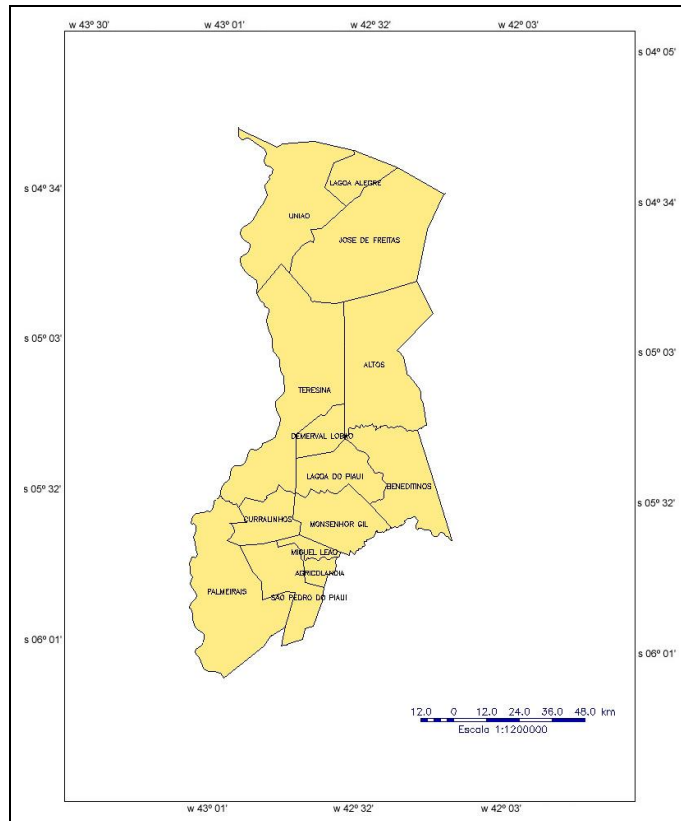 w 43º 30' w 43º 01' w 42º 32' w 42º 03'
s 04º 05'
s 04º 34' s 04º 34'
LAGOA ALEGRE
UNIAO
JOSE DE FREITAS
s 05º 03' s 05º 03'
ALTOS
TERESINA
DEMERVAL LOBAO
LAGOA DO PIAUI
BENEDITINOS
s 05º 32' s 05º 32'
CURRALINHOS
MONSENHOR GIL
MIGUEL LEAO
AGRICOLANDIA
PALMEIRAIS
SAO PEDRO DO PIAUI
s 06º 01' s 06º 01'
12.0 0 12.0 24.0 36.0 48.0 km
Escala 1:1200000
w 43º 01' w 42º 32' w 42º 03'